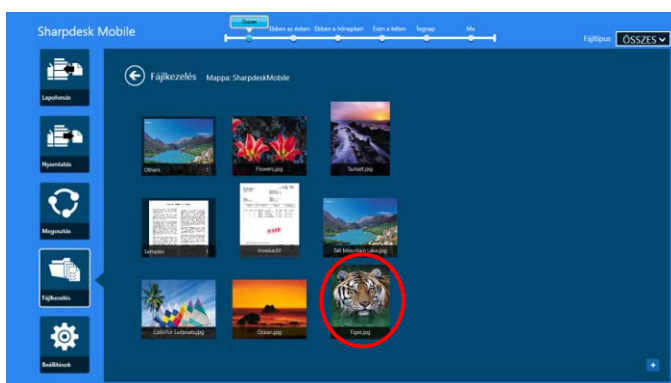 Sharpdesk Mobile
Összes
Ebben az évben
Ebben a hónapban
Ezen a héten
Tegnap
Ma
Fájltípus
ÖSSZES
Lapolvasás
Nyomtatás
Megosztás
Fájlkezelés
Beállítások
Fájlkezelés
Mappa: SharpdeskMobile
Others
Flowers.jpg
Sunset.jpg
Samples
PAID
Tall Mountain Lake.jpg
Colorful Sailboats.jpg
Ocean.jpg
Tiger.jpg